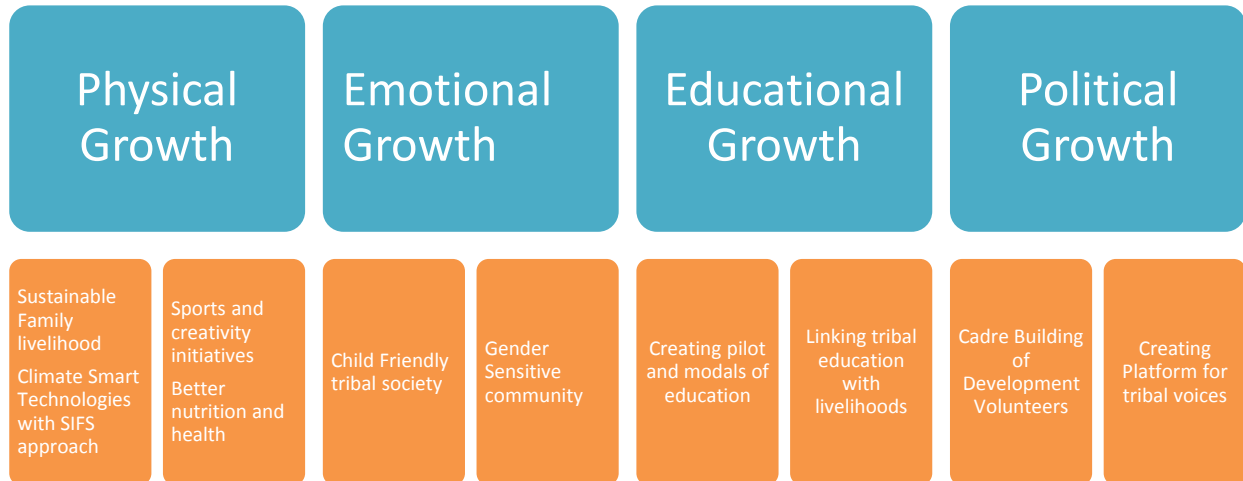 Physical
Growth
Emotional
Growth
Educational
Growth
Political
Growth
Sustainable
Family
livelihood
Climate Smart
Technologies
with SIFS
approach
Sports and
creativity
initiatives
Better
nutrition and
health
Child Friendly
tribal society
Gender
Sensitive
community
Creating pilot
and modals of
education
Linking tribal
education
with
livelihoods
Cadre Building
of
Development
Volunteers
Creating
Platform for
tribal voices